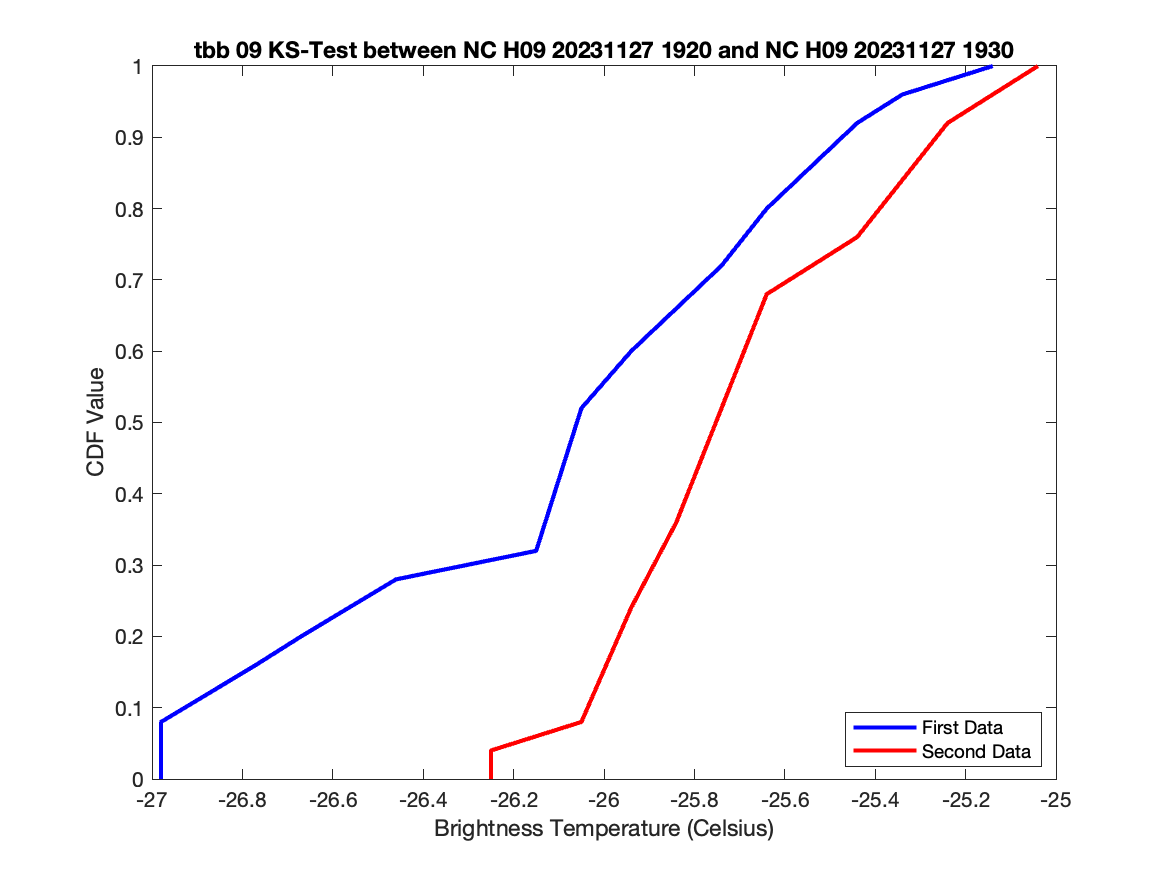 tbb 09 KS-Test between NC H09 20231127 1920 and NC H09 20231127 1930
1
0.9
0.8
0.7
0.6
0.5
0.4
0.3
0.2
0.1
0
CDF Value
First Data
Second Data
-27 -26.8 -26.6 -26.4 -26.2 -26 -25.8 -25.6 -25.4 -25.2 -25
Brightness Temperature (Celsius)